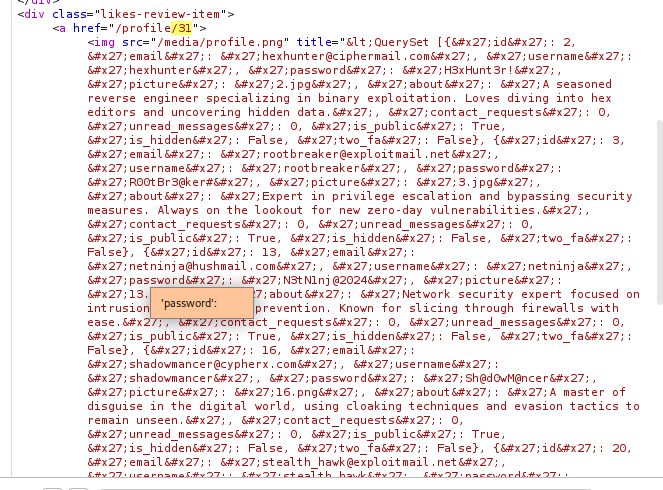 </div>
<div class="likes-review-item">
<a href="/profile/31">
<img src="/media/profile.png" title="&lt;QuerySet [{&#x27;id&#x27;: 2,
&#x27;email&#x27;: &#x27;hexhunter@ciphermail.com&#x27;, &#x27;username&#x27;:
&#x27;hexhunter&#x27;, &#x27;password&#x27;: &#x27;H3xHunt3r!&#x27;,
&#x27;picture&#x27;: &#x27;2.jpg&#x27;, &#x27;about&#x27;: &#x27;A seasoned
reverse engineer specializing in binary exploitation. Loves diving into hex
editors and uncovering hidden data.&#x27;, &#x27;contact_requests&#x27;: 0,
&#x27;unread_messages&#x27;: 0, &#x27;is_public&#x27;: True,
&#x27;is_hidden&#x27;: False, &#x27;two_fa&#x27;: False}, {&#x27;id&#x27;: 3,
&#x27;email&#x27;: &#x27;rootbreaker@exploitmail.net&#x27;,
&#x27;username&#x27;: &#x27;rootbreaker&#x27;, &#x27;password&#x27;:
&#x27;R00tBr3@ker#&#x27;, &#x27;picture&#x27;: &#x27;3.jpg&#x27;,
&#x27;about&#x27;: &#x27;Expert in privilege escalation and bypassing security
measures. Always on the lookout for new zero-day vulnerabilities.&#x27;,
&#x27;contact_requests&#x27;: 0, &#x27;unread_messages&#x27;: 0,
&#x27;is_public&#x27;: True, &#x27;is_hidden&#x27;: False, &#x27;two_fa&#x27;:
False}, {&#x27;id&#x27;: 13, &#x27;email&#x27;:
&#x27;netninja@hushmail.com&#x27;, &#x27;username&#x27;: &#x27;netninja&#x27;,
&#x27;password&#x27;: &#x27;N3tN1nj@2024&#x27;, &#x27;picture&#x27;:
&#x27;13. 7;about&#x27;: &#x27;Network security expert focused on
'password':
intrusion prevention. Known for slicing through firewalls with
ease.&#x27;, &#x27;contact_requests&#x27;: 0, &#x27;unread_messages&#x27;: 0,
&#x27;is_public&#x27;: True, &#x27;is_hidden&#x27;: False, &#x27;two_fa&#x27;:
False}, {&#x27;id&#x27;: 16, &#x27;email&#x27;:
&#x27;shadowmancer@cypherx.com&#x27;, &#x27;username&#x27;:
&#x27;shadowmancer&#x27;, &#x27;password&#x27;: &#x27;Sh@d0wM@ncer&#x27;,
&#x27;picture&#x27;: &#x27;16.png&#x27;, &#x27;about&#x27;: &#x27;A master of
disguise in the digital world, using cloaking techniques and evasion tactics to
remain unseen.&#x27;, &#x27;contact_requests&#x27;: 0,
&#x27;unread_messages&#x27;: 0, &#x27;is_public&#x27;: True,
&#x27;is_hidden&#x27;: False, &#x27;two_fa&#x27;: False}, {&#x27;id&#x27;: 20,
&#x27;email&#x27;: &#x27;stealth_hawk@exploitmail.net&#x27;,
&#x27;username&#x27;: &#x27;stealth_hawk&#x27;, &#x27;password&#x27;: